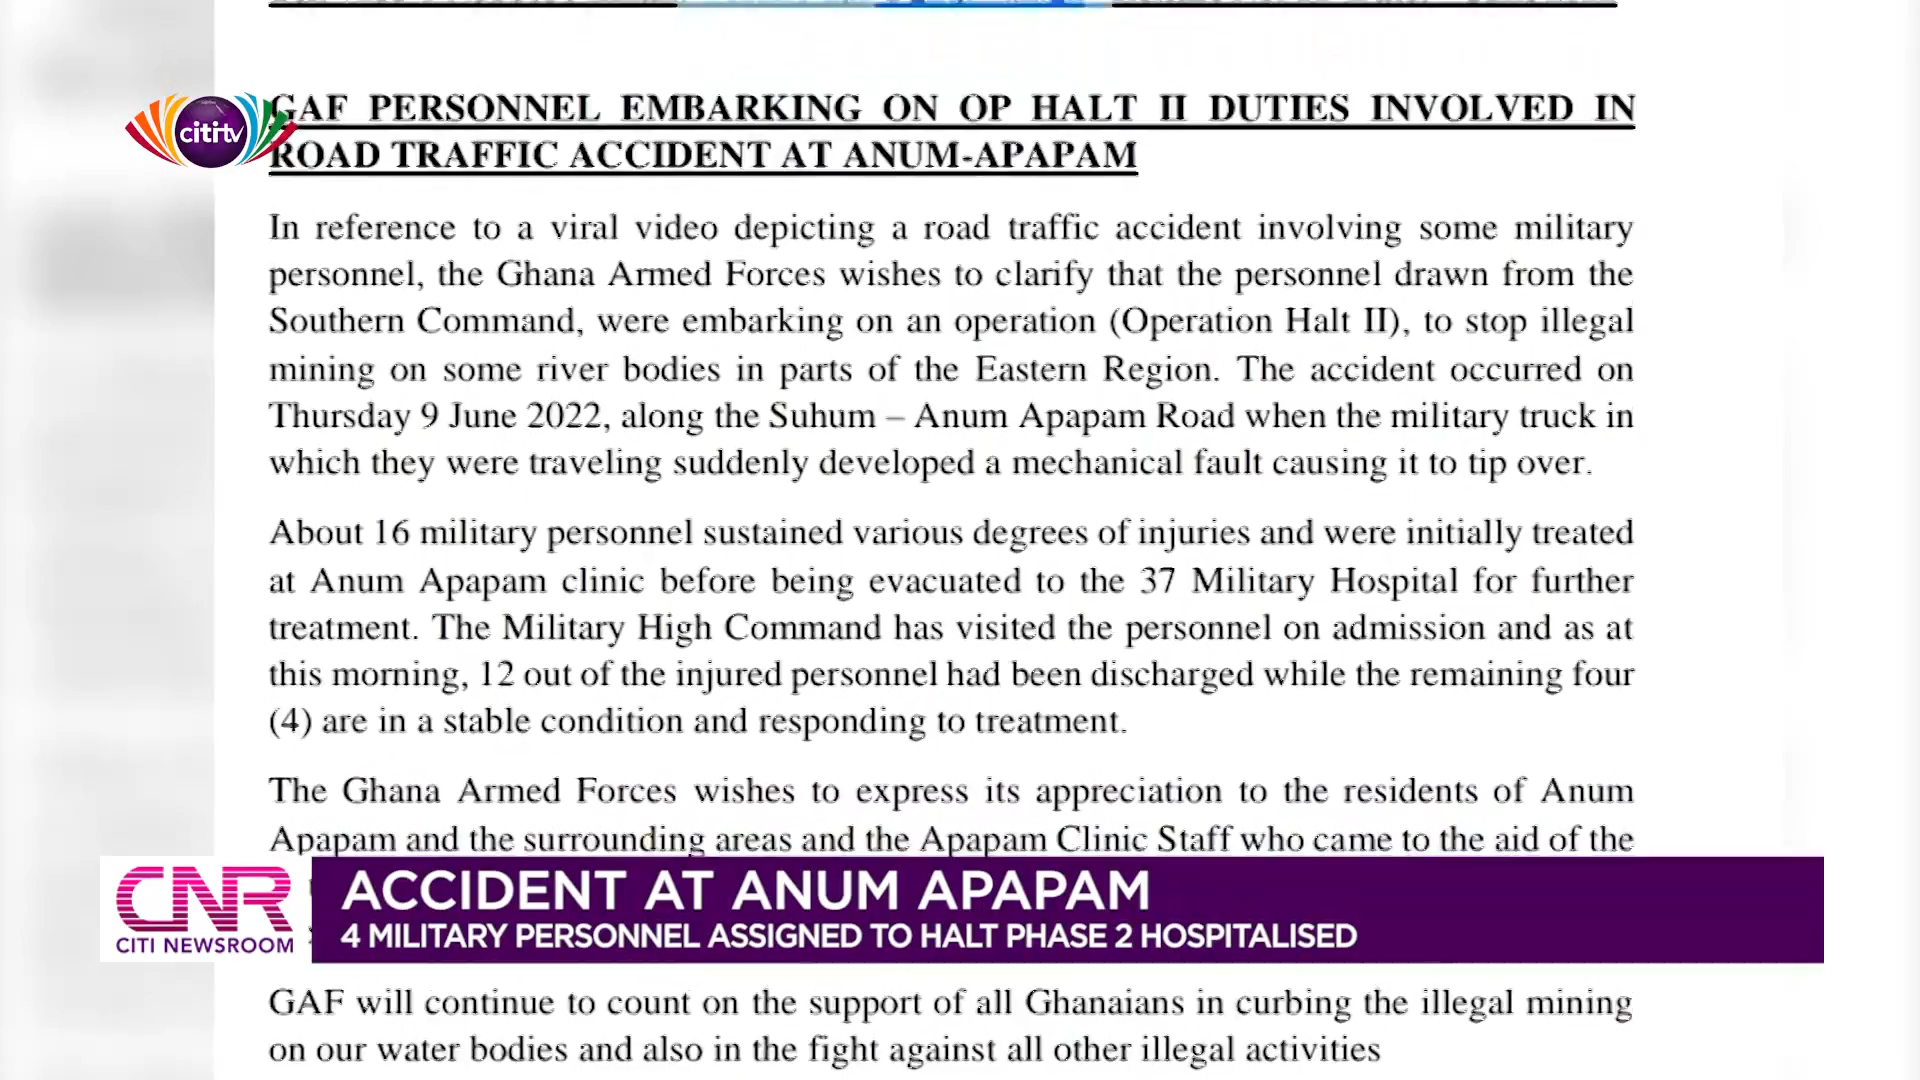 GAF PERSONNEL EMBARKING ON OP HALT II DUTIES INVOLVED IN
ROAD TRAFFIC ACCIDENT AT ANUM-APAPAM
cititv
In reference to a viral video depicting a road traffic accident involving some military
personnel, the Ghana Armed Forces wishes to clarify that the personnel drawn from the
Southern Command, were embarking on an operation (Operation Halt II), to stop illegal
mining on some river bodies in parts of the Eastern Region. The accident occurred on
Thursday 9 June 2022, along the Suhum – Anum Apapam Road when the military truck in
which they were traveling suddenly developed a mechanical fault causing it to tip over.
About 16 military personnel sustained various degrees of injuries and were initially treated
at Anum Apapam clinic before being evacuated to the 37 Military Hospital for further
treatment. The Military High Command has visited the personnel on admission and as at
this morning, 12 out of the injured personnel had been discharged while the remaining four
(4) are in a stable condition and responding to treatment.
The Ghana Armed Forces wishes to express its appreciation to the residents of Anum
Apapam and the surrounding areas and the Apapam Clinic Staff who came to the aid of the
CNR
CITI NEWSROOM
ACCIDENT AT ANUM APAPAM
4 MILITARY PERSONNEL ASSIGNED TO HALT PHASE 2 HOSPITALISED
GAF will continue to count on the support of all Ghanaians in curbing the illegal mining
on our water bodies and also in the fight against all other illegal activities